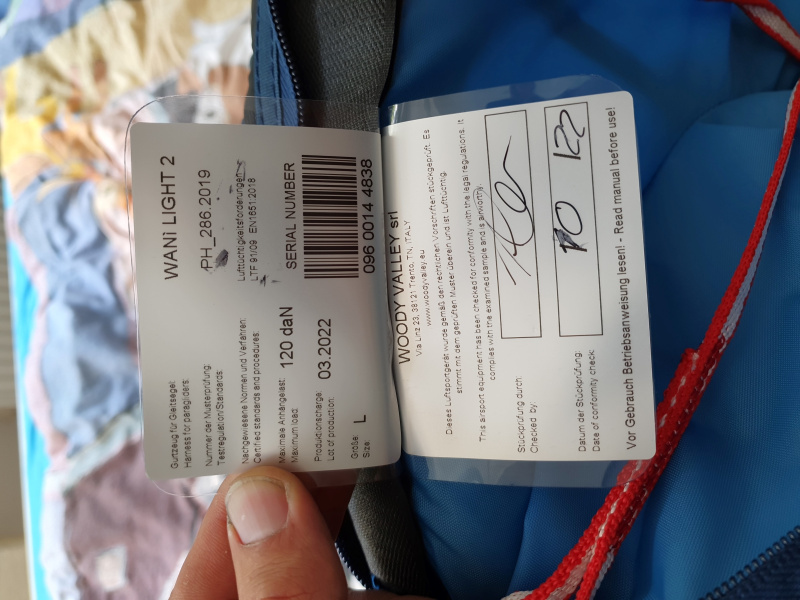 Gurtzeug für Gleitsegel: WANi LIGHT 2
Harness for paragliders:
Nummer der Musterprüfung: PH_286.2019
Testregulation/Standards:
Nachgewiesene Normen und Verfahren: Lufttüchtigkeitsforderungen
Certified standards and procedures: LTF 91/09 EN1651:2018
Maximale Anhängelast: 120 daN SERIAL NUMBER
Maximum load:
Produktionscharge: 03.2022
Lot of production:
096 0014 4838
Größe: L
Size:
WOODY VALLEY srl
Via Linz 23, 38121 Trento, TN, ITALY
www.woodyvalley.eu
Dieses Luftsportgerät wurde gemäß den rechtlichen Vorschriften stückgeprüft. Es
stimmt mit dem geprüften Muster überein und ist Lufttüchtig.
This airsport equipment has been checked for conformity with the legal regulations. It
complies with the examined sample and is airworthy.
Stückprüfung durch:
Checked by:
Datum der Stückprüfung:
Date of conformity check:
Vor Gebrauch Betriebsanweisung lesen! - Read manual before use!